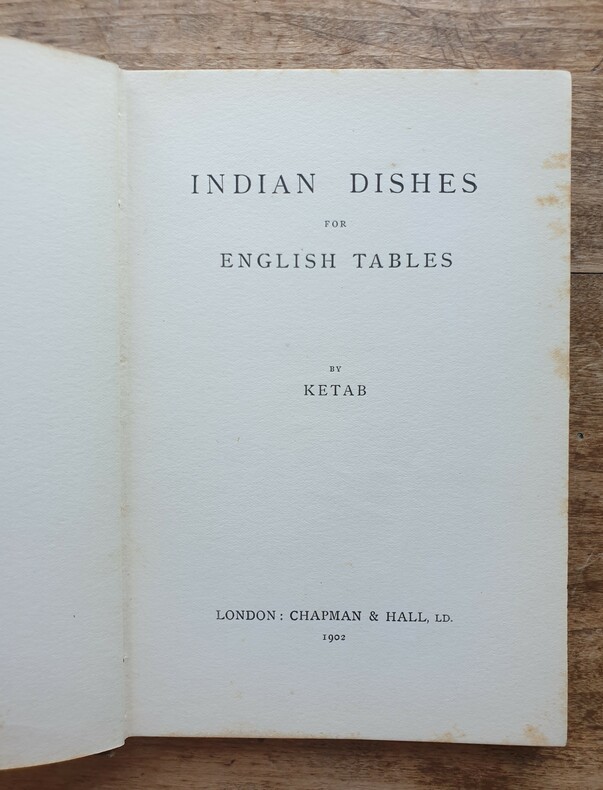 INDIAN DISHES
FOR
ENGLISH TABLES
BY
KETAB
LONDON: CHAPMAN & HALL, LD.
1902